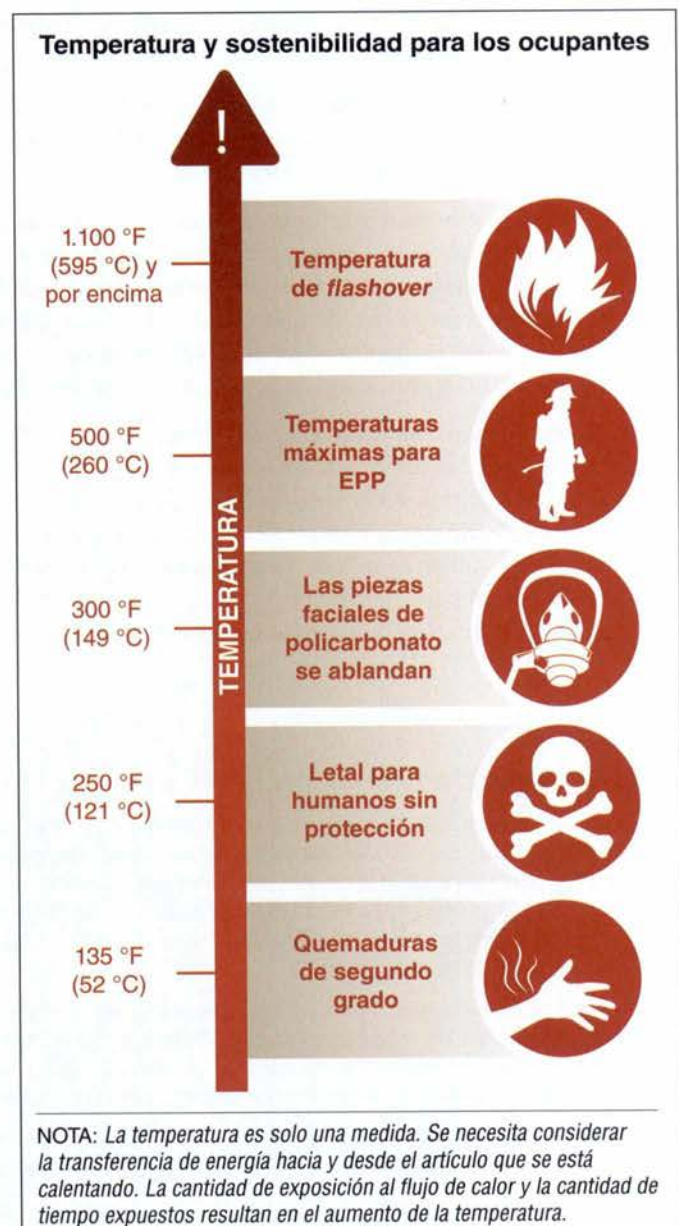 Temperatura y sostenibilidad para los ocupantes
!
1.100 °F
(595 °C) y
por encima
Temperatura
de flashover
500 °F
(260 °C)
Temperaturas
máximas para
EPP
TEMPERATURA
300 °F
(149 °C)
Las piezas
faciales de
policarbonato
se ablandan
250 °F
(121 °C)
Letal para
humanos sin
protección
135 °F
(52 °C)
Quemaduras
de segundo
grado
NOTA: La temperatura es solo una medida. Se necesita considerar
la transferencia de energía hacia y desde el artículo que se está
calentando. La cantidad de exposición al flujo de calor y la cantidad de
tiempo expuestos resultan en el aumento de la temperatura.